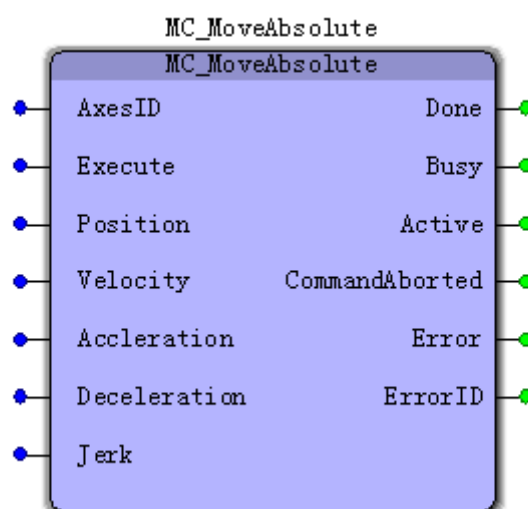 MC_MoveAbsolute
MC_MoveAbsolute
AxesID Done
Execute Busy
Position Active
Velocity CommandAborted
Accleration Error
Deceleration ErrorID
Jerk